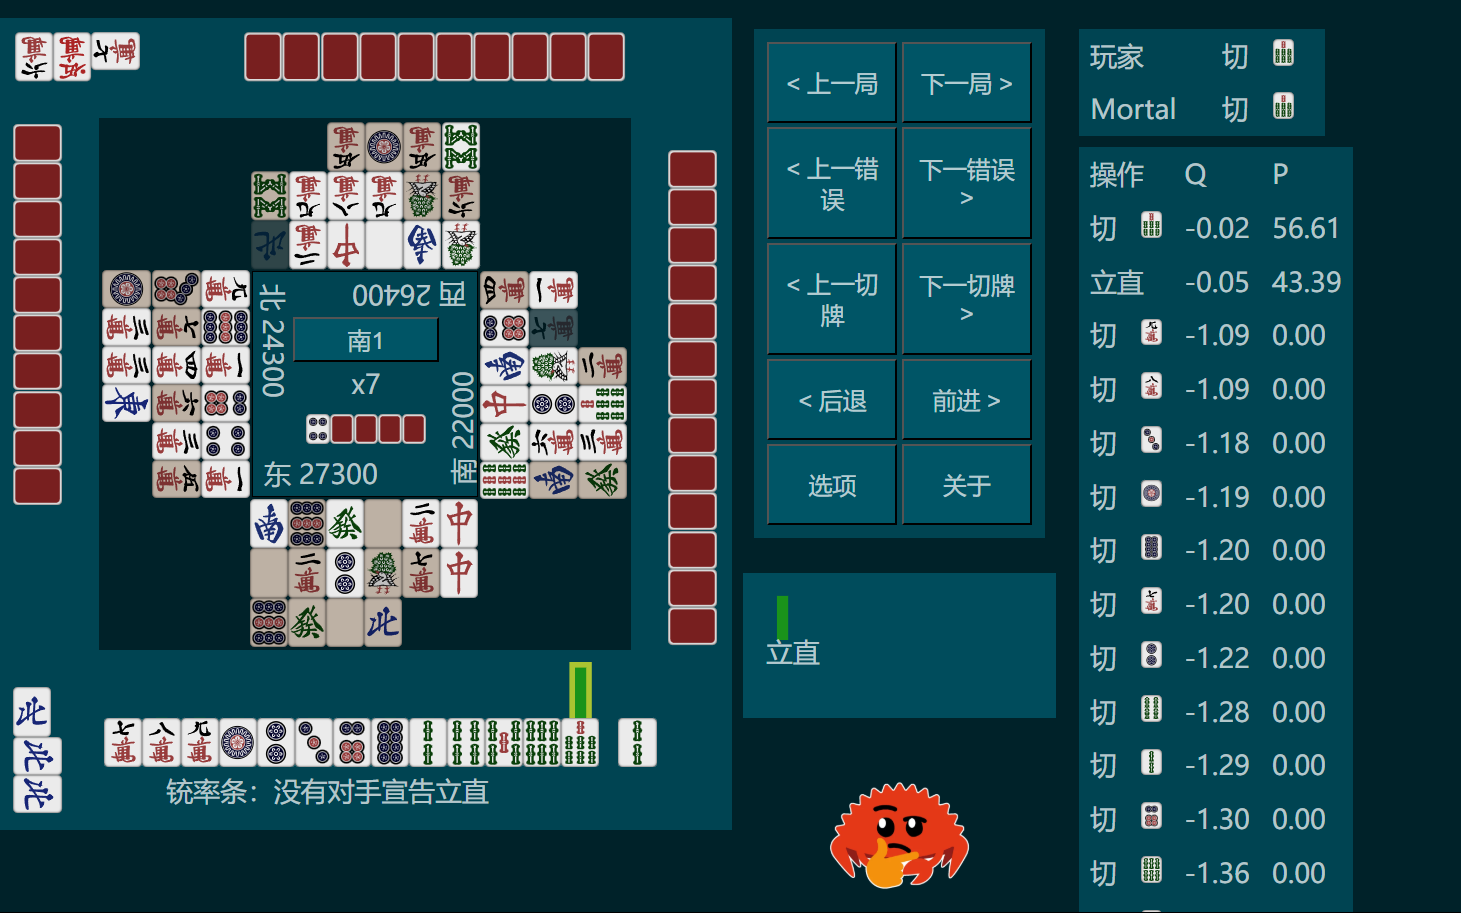 北 24300
西 26400
南1
x7
南 22000
东 27300
铳率条：没有对手宣告立直
< 上一局
下一局 >
< 上一错误
下一错误 >
< 上一切牌
下一切牌 >
< 后退
前进 >
选项
关于
立直
玩家 切
Mortal 切
操作 Q P
切 -0.02 56.61
立直 -0.05 43.39
切 -1.09 0.00
切 -1.09 0.00
切 -1.18 0.00
切 -1.19 0.00
切 -1.20 0.00
切 -1.20 0.00
切 -1.22 0.00
切 -1.28 0.00
切 -1.29 0.00
切 -1.30 0.00
切 -1.36 0.00